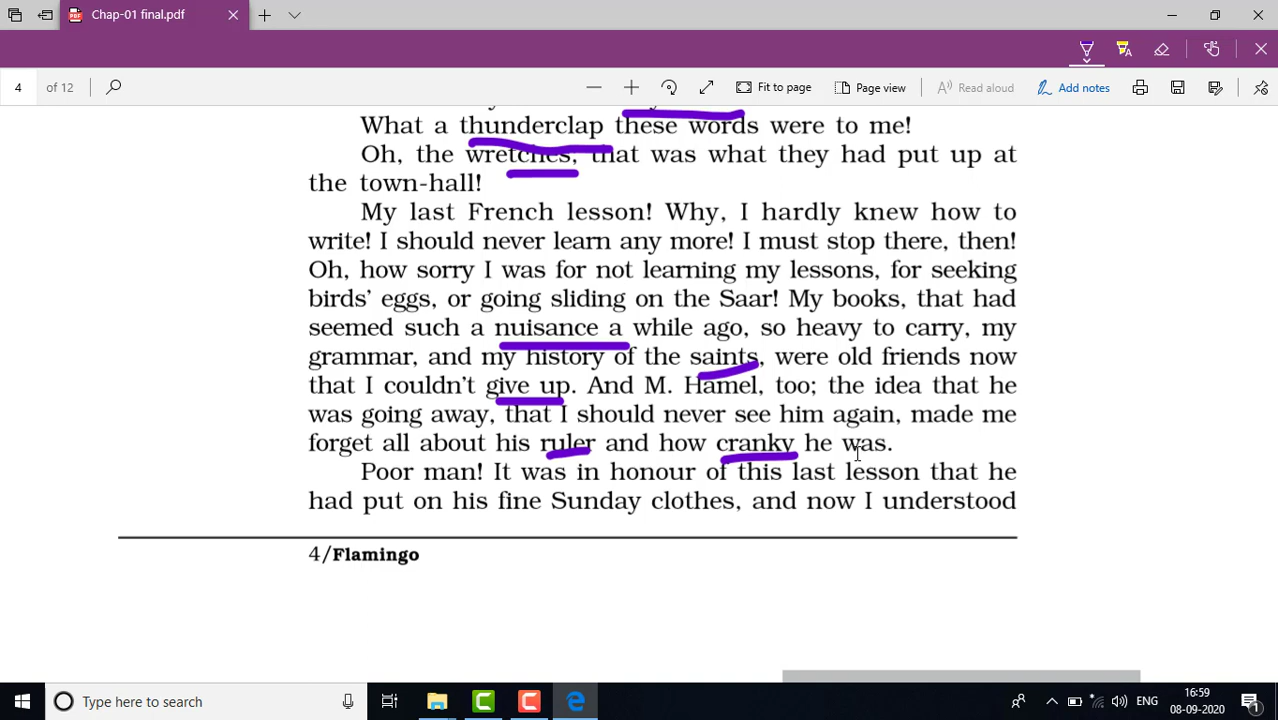 Chap-01 final.pdf
4 of 12 Fit to page Page view Read aloud Add notes
What a thunderclap these words were to me!
Oh, the wretches, that was what they had put up at
the town-hall!
My last French lesson! Why, I hardly knew how to
write! I should never learn any more! I must stop there, then!
Oh, how sorry I was for not learning my lessons, for seeking
birds' eggs, or going sliding on the Saar! My books, that had
seemed such a nuisance a while ago, so heavy to carry, my
grammar, and my history of the saints, were old friends now
that I couldn't give up. And M. Hamel, too; the idea that he
was going away, that I should never see him again, made me
forget all about his ruler and how cranky he was.
Poor man! It was in honour of this last lesson that he
had put on his fine Sunday clothes, and now I understood
4/Flamingo
Type here to search
ENG
16:59
08-09-2020